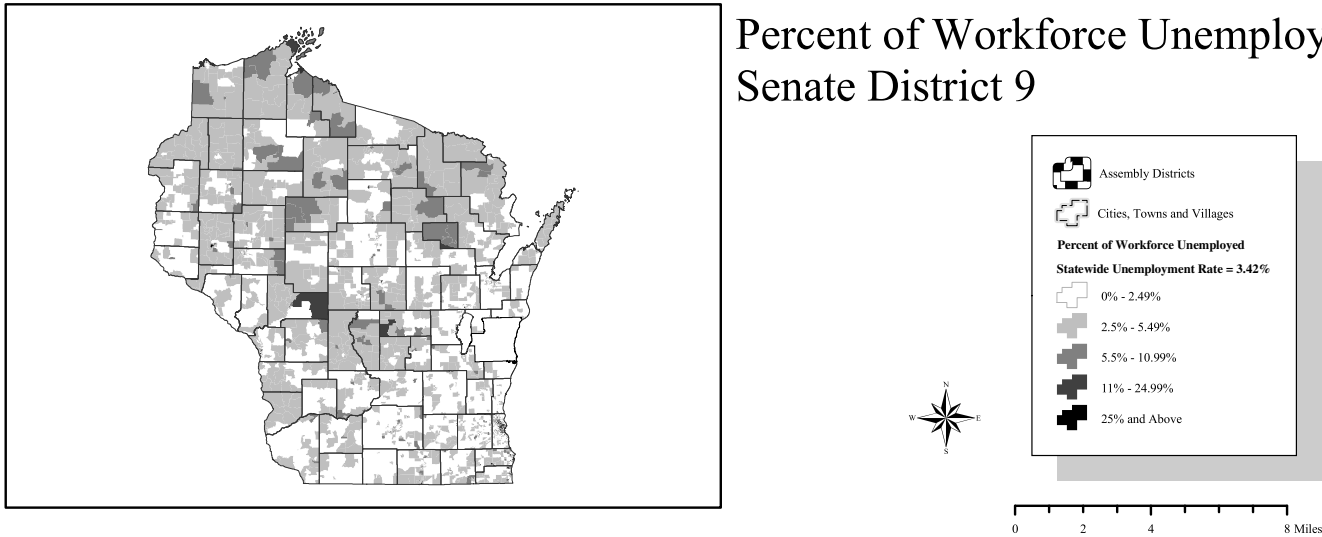 Percent of Workforce Unemploy
Senate District 9
Assembly Districts
Cities, Towns and Villages
Percent of Workforce Unemployed
Statewide Unemployment Rate = 3.42%
0% - 2.49%
2.5% - 5.49%
5.5% - 10.99%
11% - 24.99%
25% and Above
N
W E
S
0 2 4 8 Miles